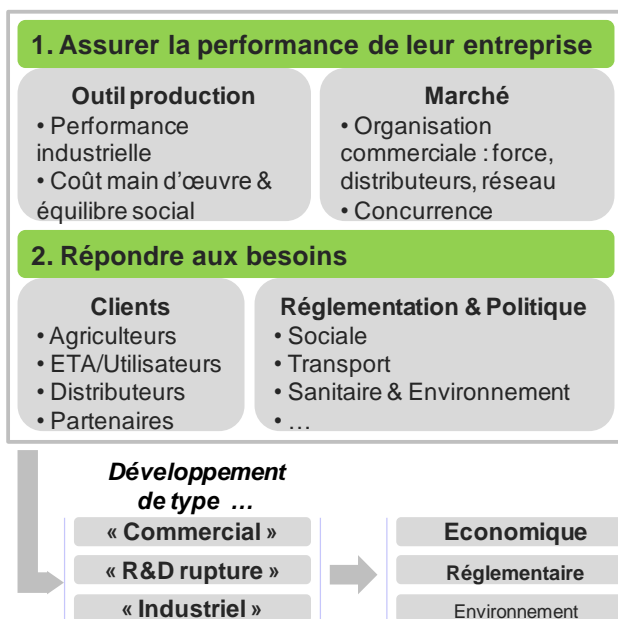 1. Assurer la performance de leur entreprise
Outil production
• Performance
industrielle
• Coût main d'œuvre &
équilibre social
Marché
• Organisation
commerciale : force,
distributeurs, réseau
• Concurrence
2. Répondre aux besoins
Clients
• Agriculteurs
• ETA/Utilisateurs
• Distributeurs
• Partenaires
Réglementation & Politique
• Sociale
• Transport
• Sanitaire & Environnement
• …
Développement
de type …
« Commercial »
« R&D rupture »
« Industriel »
Economique
Réglementaire
Environnement